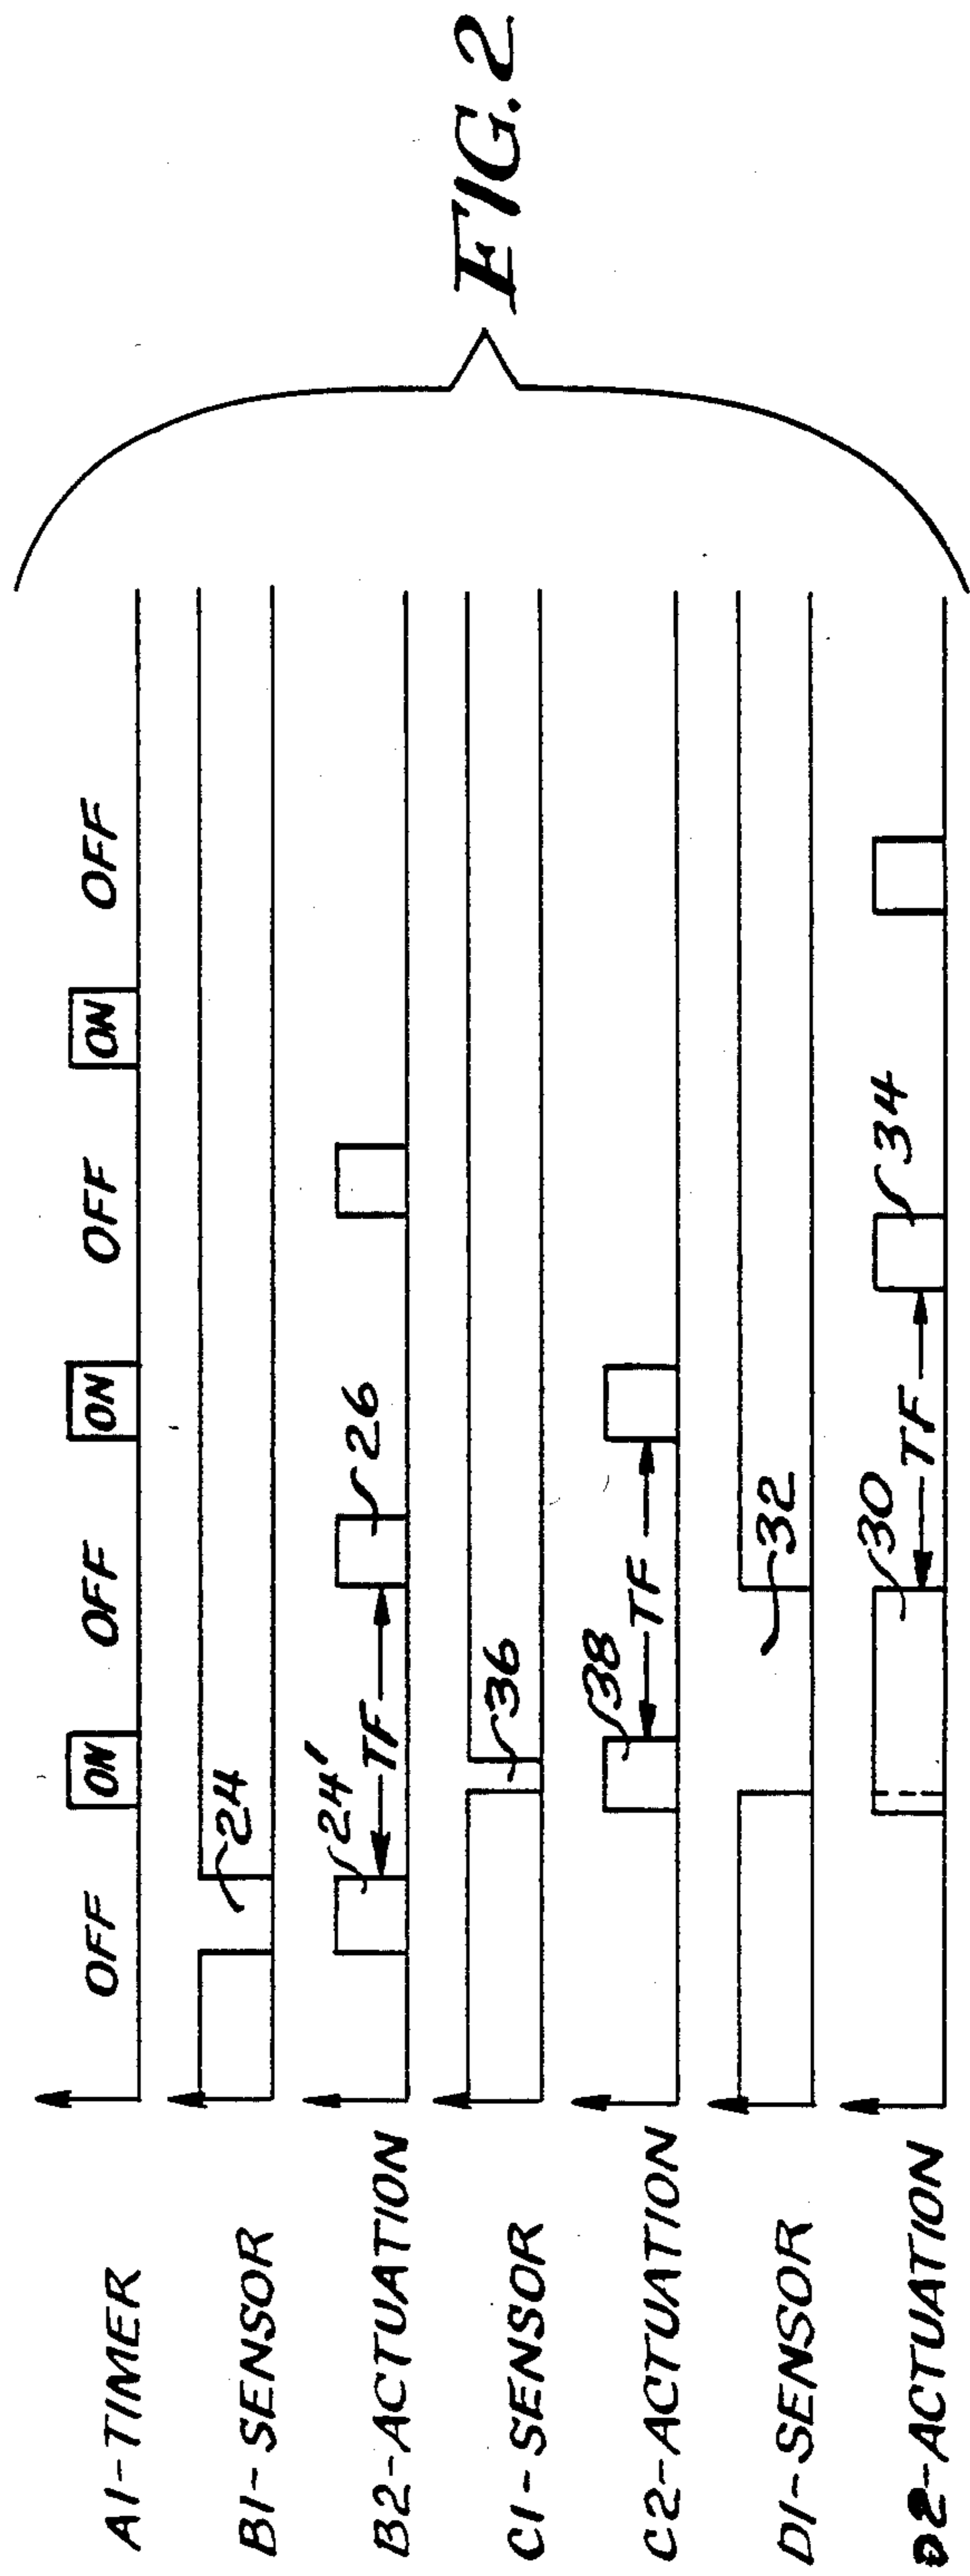 A1-TIMER
OFF ON OFF ON OFF ON OFF
B1-SENSOR
24
B2-ACTUATION
24' TF 26
C1-SENSOR
36
C2-ACTUATION
38 TF
D1-SENSOR
32
D2-ACTUATION
30 TF 34
FIG. 2